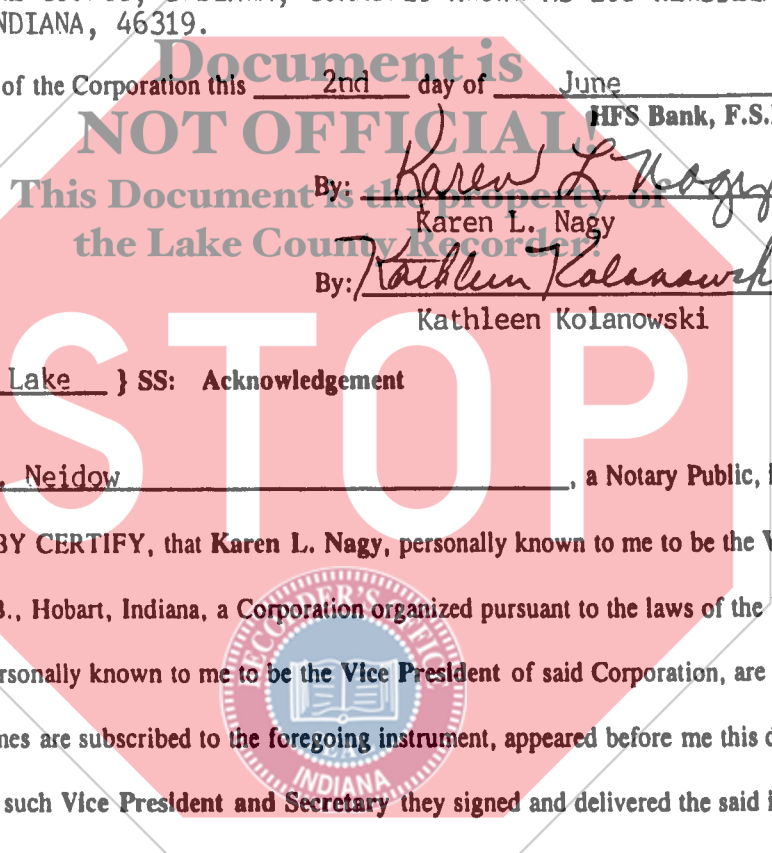 INDIANA, 46319.
Document is
of the Corporation this 2nd day of June
HFS Bank, F.S.
NOT OFFICIAL!
By: Karen L Nagy
This Document is the property of
Karen L. Nagy
the Lake County Recorder!
By: Kathleen Kolanowski
Kathleen Kolanowski
STOP
Lake } SS: Acknowledgement
Neidow, a Notary Public,
BY CERTIFY, that Karen L. Nagy, personally known to me to be the
B., Hobart, Indiana, a Corporation organized pursuant to the laws of the
RECORDER'S OFFICE
rsonally known to me to be the Vice President of said Corporation, are
mes are subscribed to the foregoing instrument, appeared before me this
INDIANA
such Vice President and Secretary they signed and delivered the said